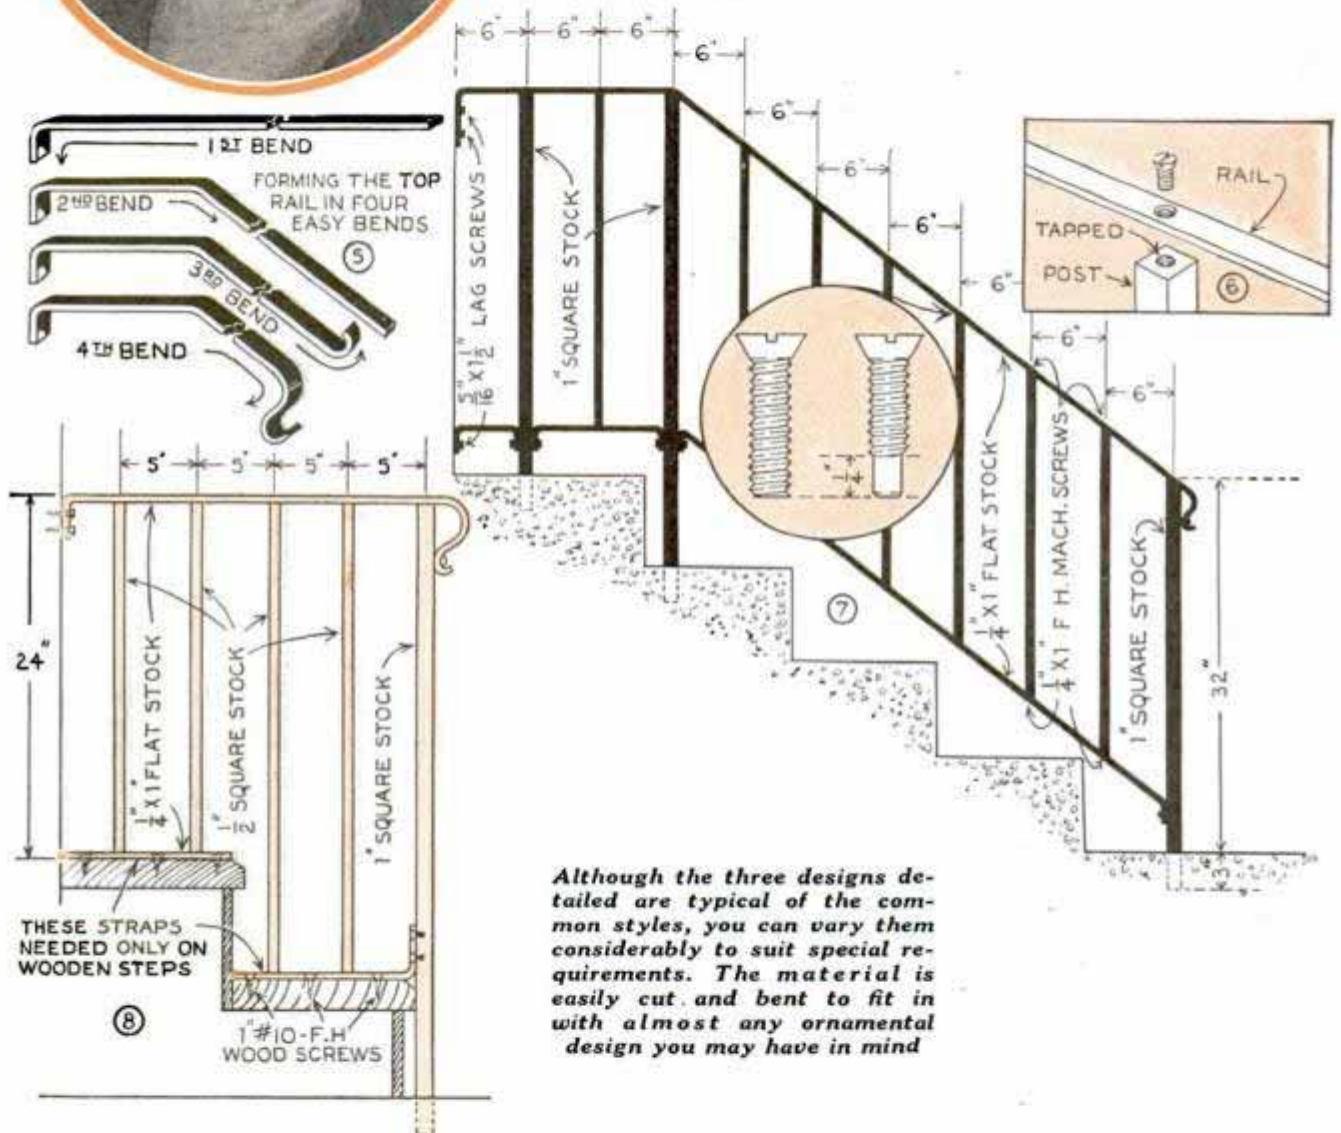 6" 6" 6"
6"
6"
6"
6"
6"
6"
6"
1ST BEND
2ND BEND
3RD BEND
4TH BEND
FORMING THE TOP
RAIL IN FOUR
EASY BENDS
5
5/16" X 1 1/2" LAG SCREWS
1" SQUARE STOCK
1/4"
1/4" X 1" FLAT STOCK
1/4" X 1" F H. MACH. SCREWS
1" SQUARE STOCK
32"
3"
7
RAIL
TAPPED
POST
6
5" 5" 5" 5"
24"
1/4" X 1" FLAT STOCK
1/2" SQUARE STOCK
1" SQUARE STOCK
THESE STRAPS
NEEDED ONLY ON
WOODEN STEPS
8
1" #10-F.H
WOOD SCREWS
Although the three designs de-
tailed are typical of the com-
mon styles, you can vary them
considerably to suit special re-
quirements. The material is
easily cut and bent to fit in
with almost any ornamental
design you may have in mind